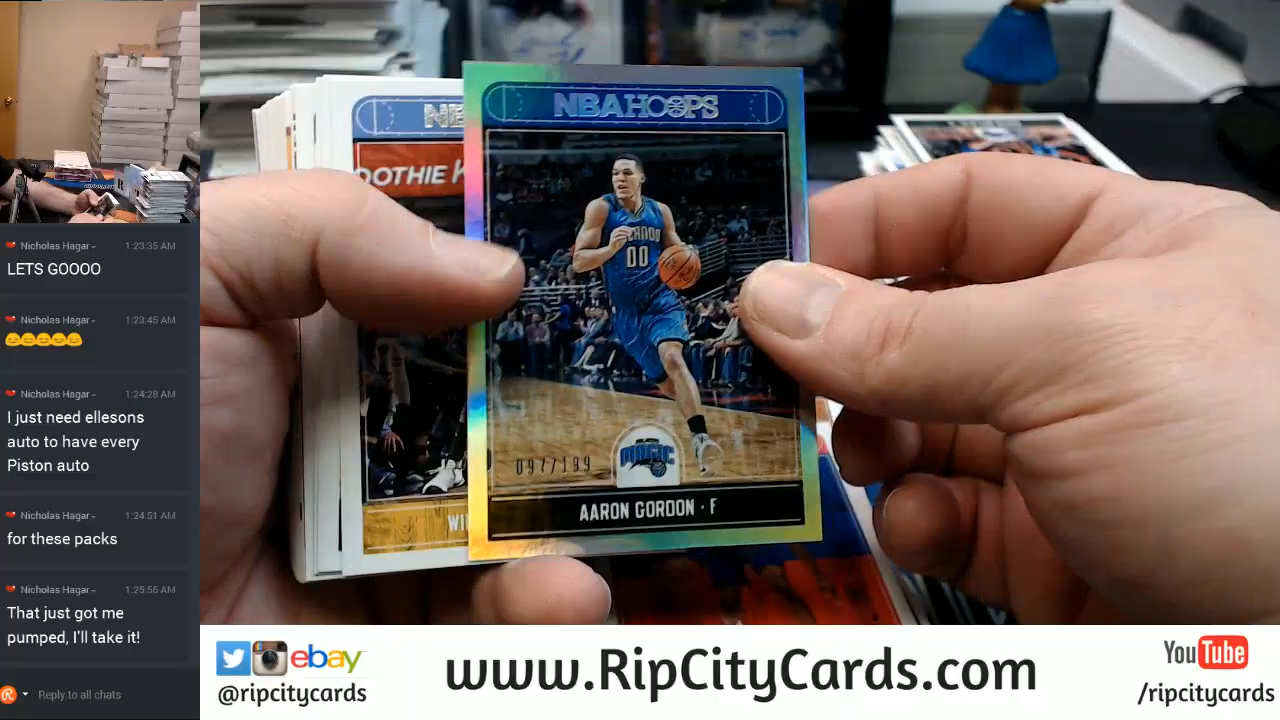 Nicholas Hagar
1:23:35 AM
LETS GOOOO
Nicholas Hagar
1:23:45 AM
Nicholas Hagar
1:24:28 AM
I just need ellesons
auto to have every
Piston auto
Nicholas Hagar
1:24:51 AM
for these packs
Nicholas Hagar
1:25:56 AM
That just got me
pumped, I'll take it!
Reply to all chats
NBA HOOPS
00
MAGIC
097/199
AARON GORDON · F
ebay
@ripcitycards
www.RipCityCards.com
YouTube
/ripcitycards